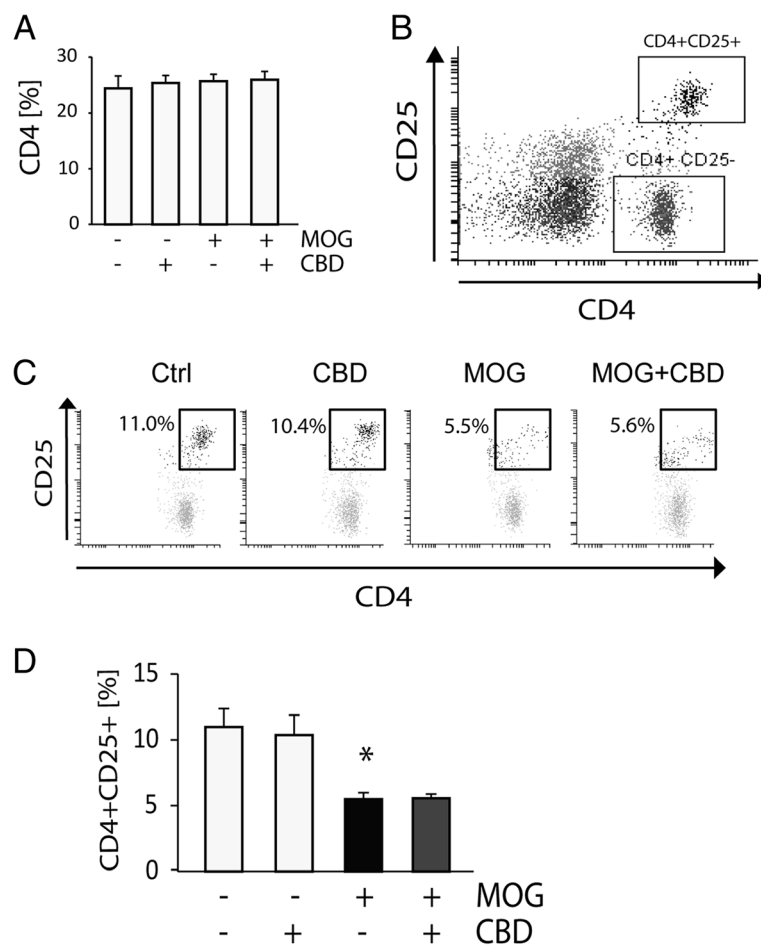 A
CD4 [%]
30
20
10
0
- - + + MOG
- + - + CBD
B
CD25
CD4+CD25+
CD4+ CD25-
CD4
C
Ctrl CBD MOG MOG+CBD
11.0% 10.4% 5.5% 5.6%
CD25
CD4
D
CD4+CD25+ [%]
15
10
5
0
*
- - + + MOG
- + - + CBD